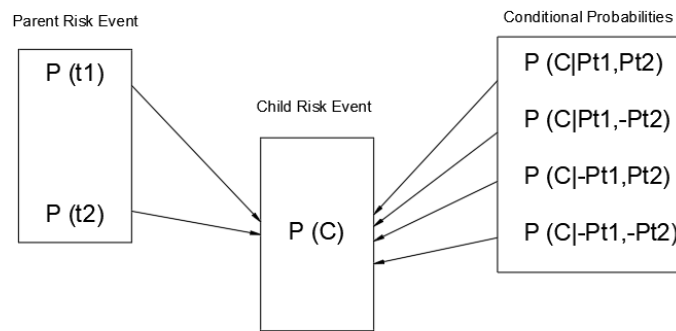 Parent Risk Event
P (t1)
P (t2)
Child Risk Event
P (C)
Conditional Probabilities
P (C|Pt1,Pt2)
P (C|Pt1,-Pt2)
P (C|-Pt1,Pt2)
P (C|-Pt1,-Pt2)